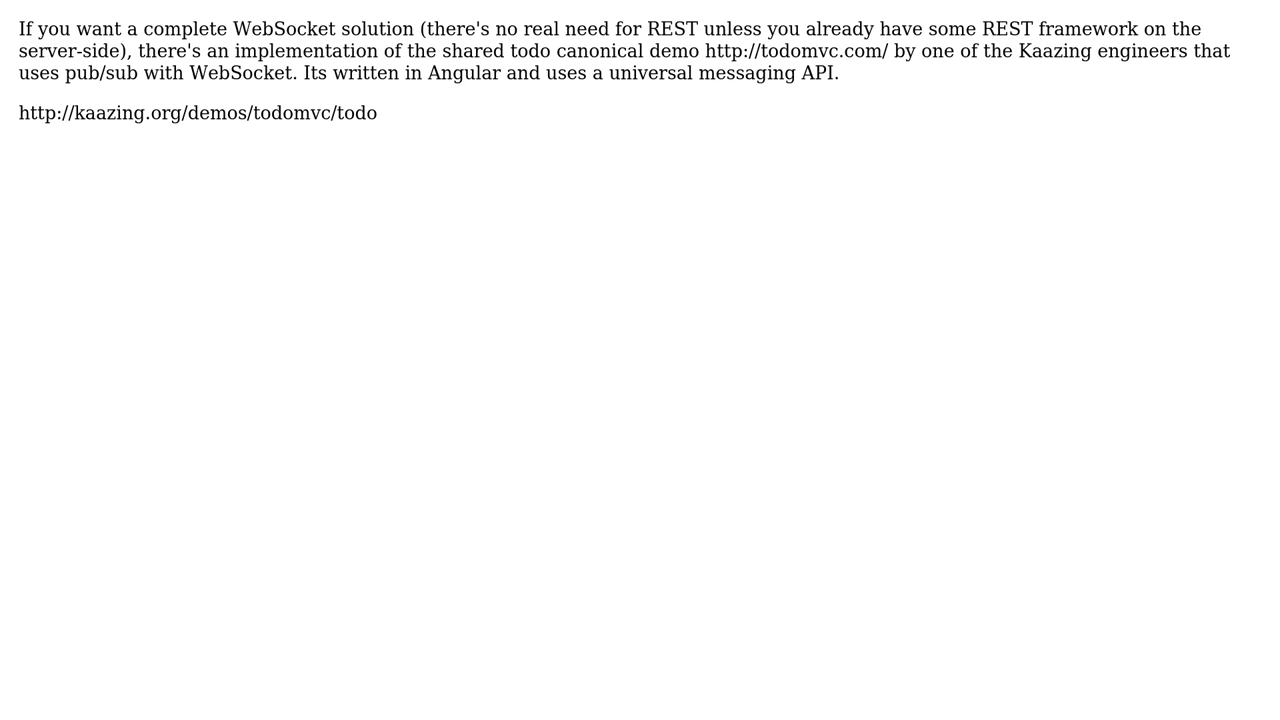 If you want a complete WebSocket solution (there's no real need for REST unless you already have some REST framework on the
server-side), there's an implementation of the shared todo canonical demo http://todomvc.com/ by one of the Kaazing engineers that
uses pub/sub with WebSocket. Its written in Angular and uses a universal messaging API.
http://kaazing.org/demos/todomvc/todo